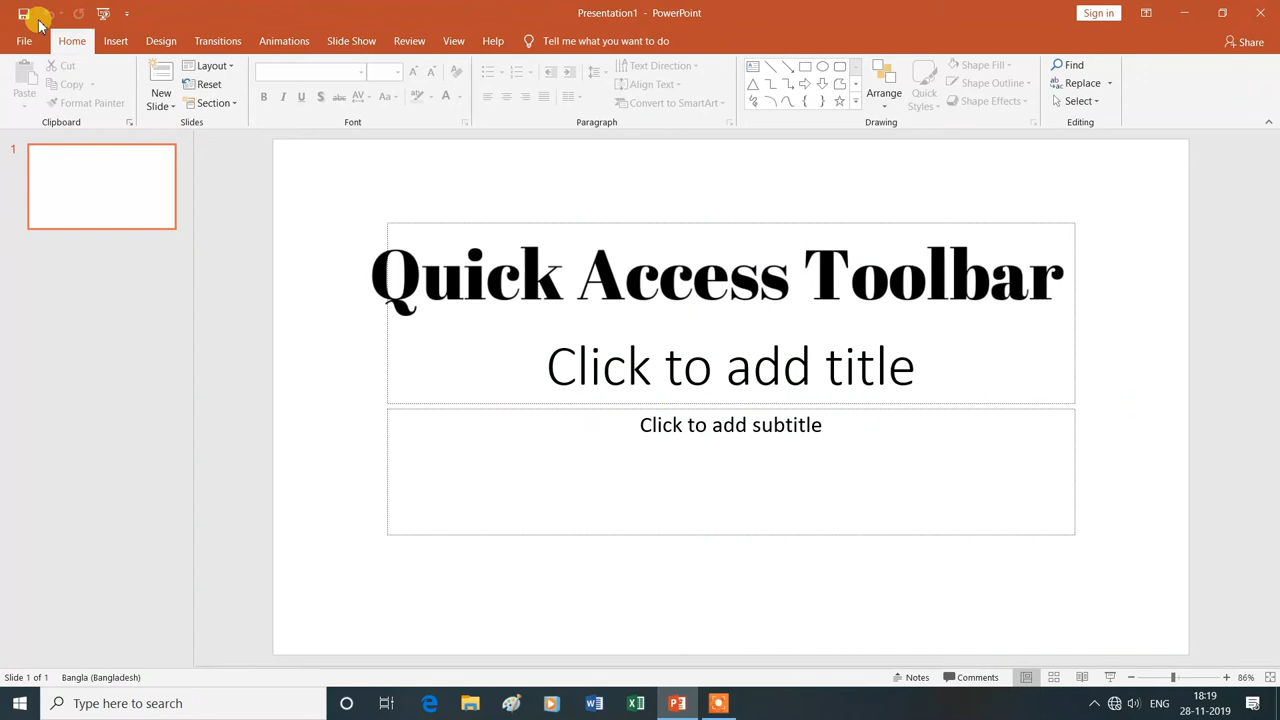 Presentation1 - PowerPoint
Sign in
File Home Insert Design Transitions Animations Slide Show Review View Help Tell me what you want to do Share
Paste
Cut
Copy
Format Painter
Clipboard
New Slide
Layout
Reset
Section
Slides
B I U S abc AV Aa A
Font
Text Direction
Align Text
Convert to SmartArt
Paragraph
Arrange
Quick Styles
Shape Fill
Shape Outline
Shape Effects
Drawing
Find
Replace
Select
Editing
1
Quick Access Toolbar
Click to add title
Click to add subtitle
Slide 1 of 1 Bangla (Bangladesh) Notes Comments 86%
Type here to search
ENG
18:19
28-11-2019